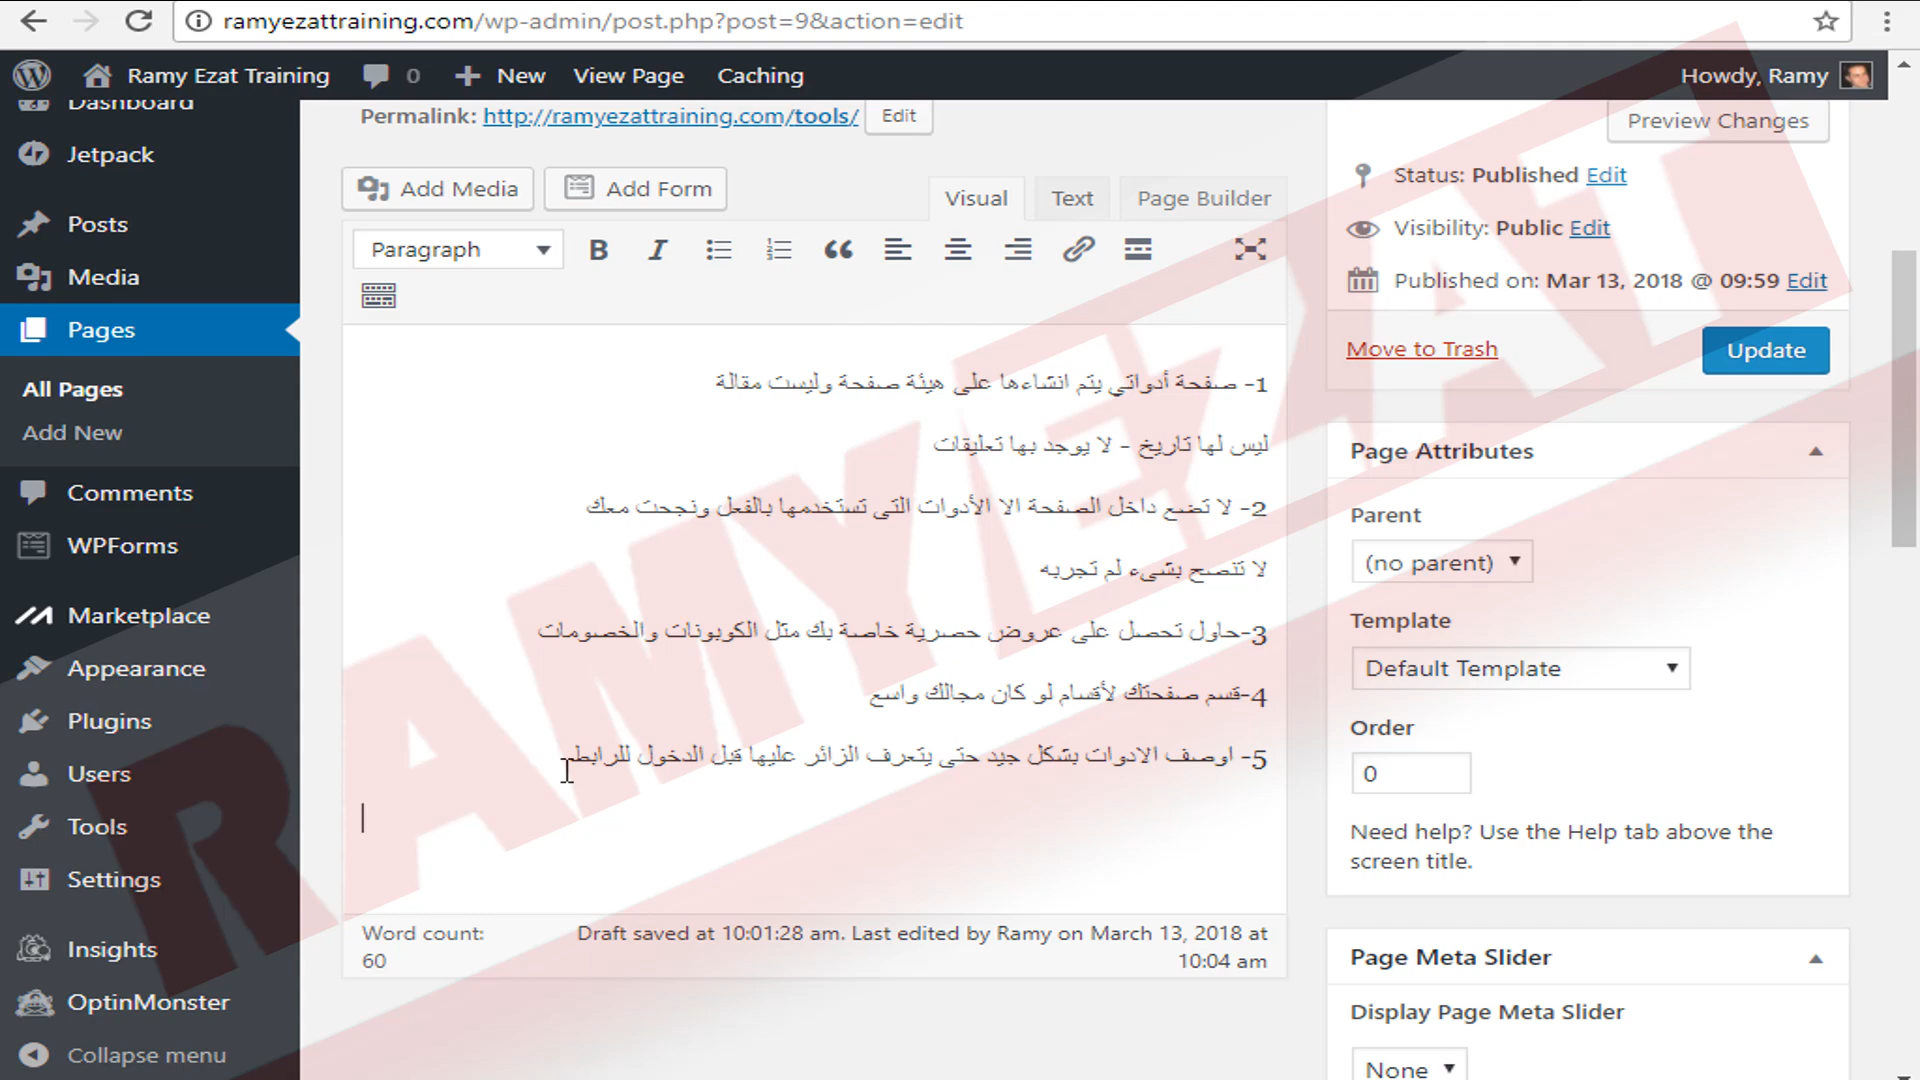 ramyezattraining.com/wp-admin/post.php?post=9&action=edit
Ramy Ezat Training
0
New
View Page
Caching
Howdy, Ramy
Dashboard
Jetpack
Posts
Media
Pages
All Pages
Add New
Comments
WPForms
Marketplace
Appearance
Plugins
Users
Tools
Settings
Insights
OptinMonster
Collapse menu
Permalink: http://ramyezattraining.com/tools/ Edit
Add Media
Add Form
Visual
Text
Page Builder
Paragraph
B
I
1- صفحة أدواتي يتم انشاءها على هيئة صفحة وليست مقالة
ليس لها تاريخ - لا يوجد بها تعليقات
2- لا تضع داخل الصفحة الا الأدوات التى تستخدمها بالفعل ونجحت معك
لا تنصح بشىء لم تجربه
3-حاول تحصل على عروض حصرية خاصة بك مثل الكوبونات والخصومات
4-قسم صفحتك لأقسام لو كان مجالك واسع
5- اوصف الادوات بشكل جيد حتى يتعرف الزائر عليها قبل الدخول للرابط
Word count:
60
Draft saved at 10:01:28 am. Last edited by Ramy on March 13, 2018 at
10:04 am
Preview Changes
Status: Published Edit
Visibility: Public Edit
Published on: Mar 13, 2018 @ 09:59 Edit
Move to Trash
Update
Page Attributes
Parent
(no parent)
Template
Default Template
Order
0
Need help? Use the Help tab above the
screen title.
Page Meta Slider
Display Page Meta Slider
None
RAMYEZAT